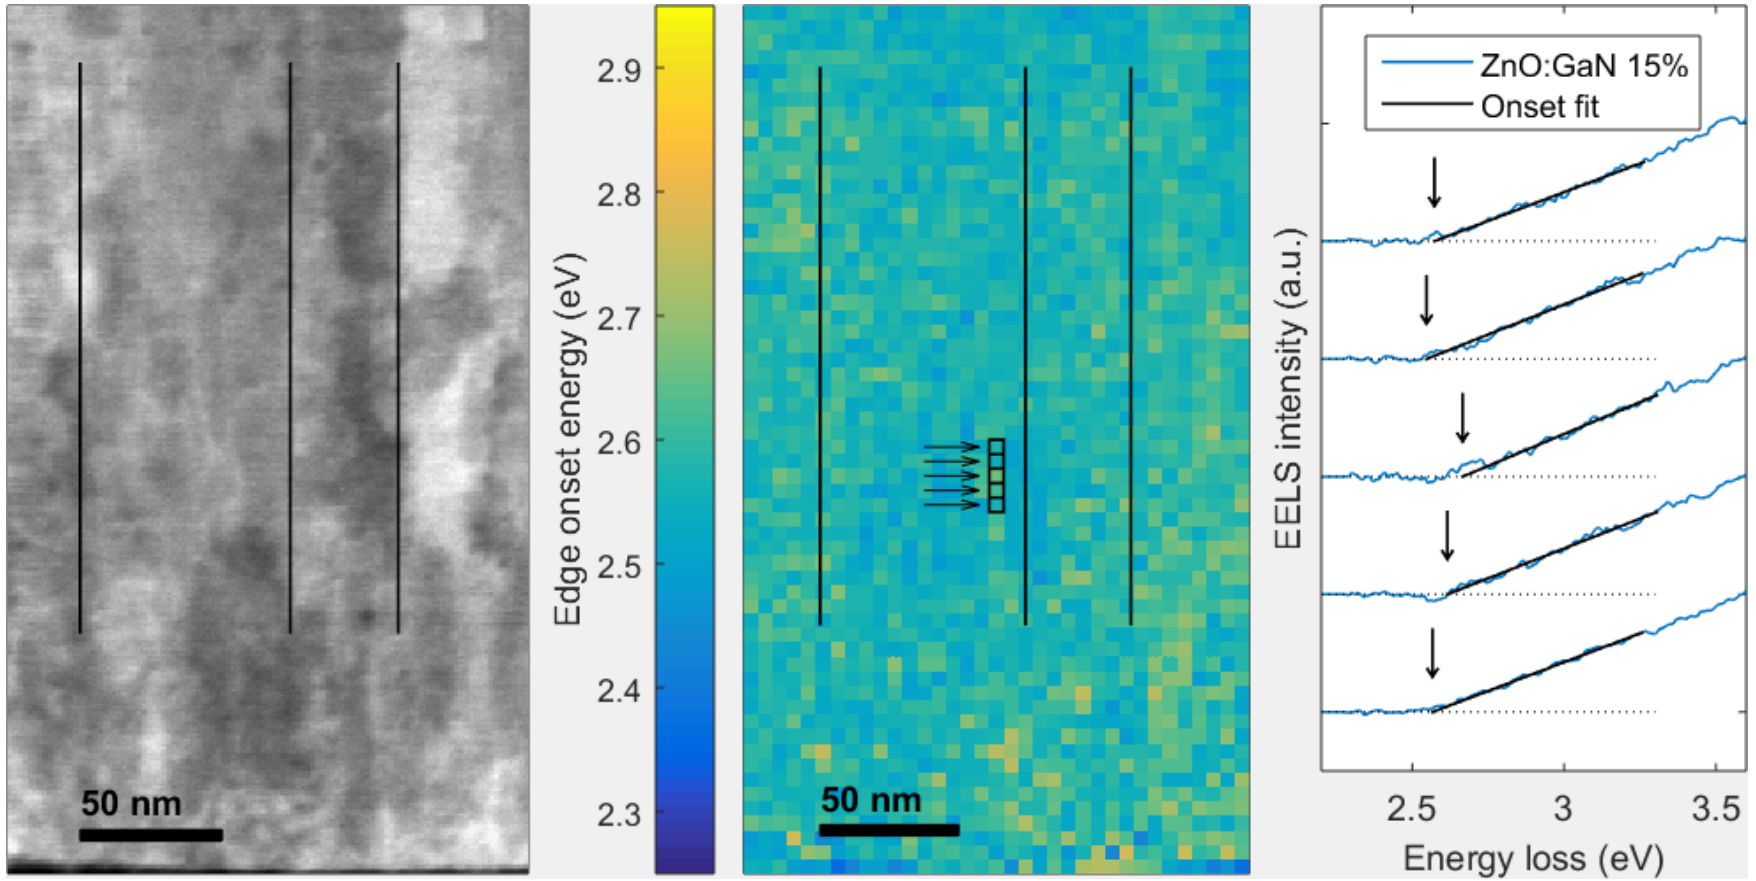 50 nm
Edge onset energy (eV)
2.9
2.8
2.7
2.6
2.5
2.4
2.3
50 nm
EELS intensity (a.u.)
ZnO:GaN 15%
Onset fit
2.5 3 3.5
Energy loss (eV)